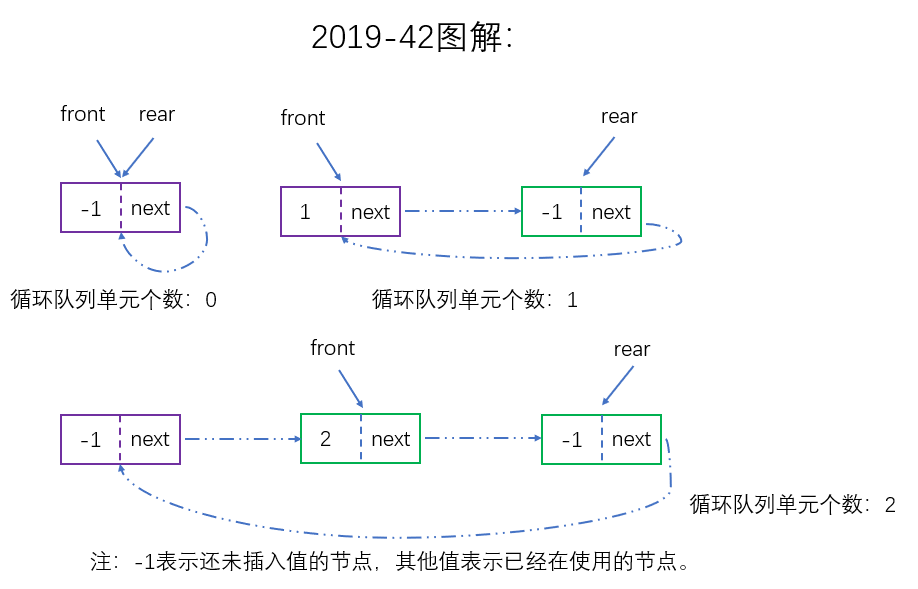 2019-42图解：
front rear
front
rear
-1 next
1 next
-1 next
循环队列单元个数：0
循环队列单元个数：1
front
rear
-1 next
2 next
-1 next
循环队列单元个数：2
注：-1表示还未插入值的节点，其他值表示已经在使用的节点。